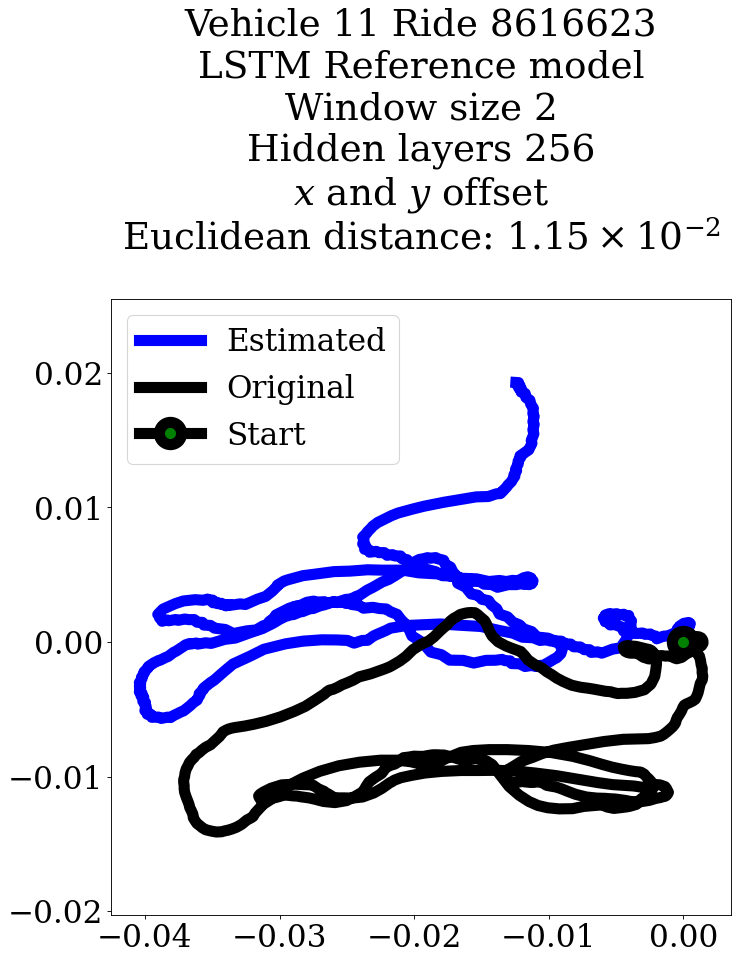 Vehicle 11 Ride 8616623
LSTM Reference model
Window size 2
Hidden layers 256
x and y offset
Euclidean distance: 1.15 × 10⁻²
Estimated
Original
Start
0.02
0.01
0.00
−0.01
−0.02
−0.04 −0.03 −0.02 −0.01 0.00